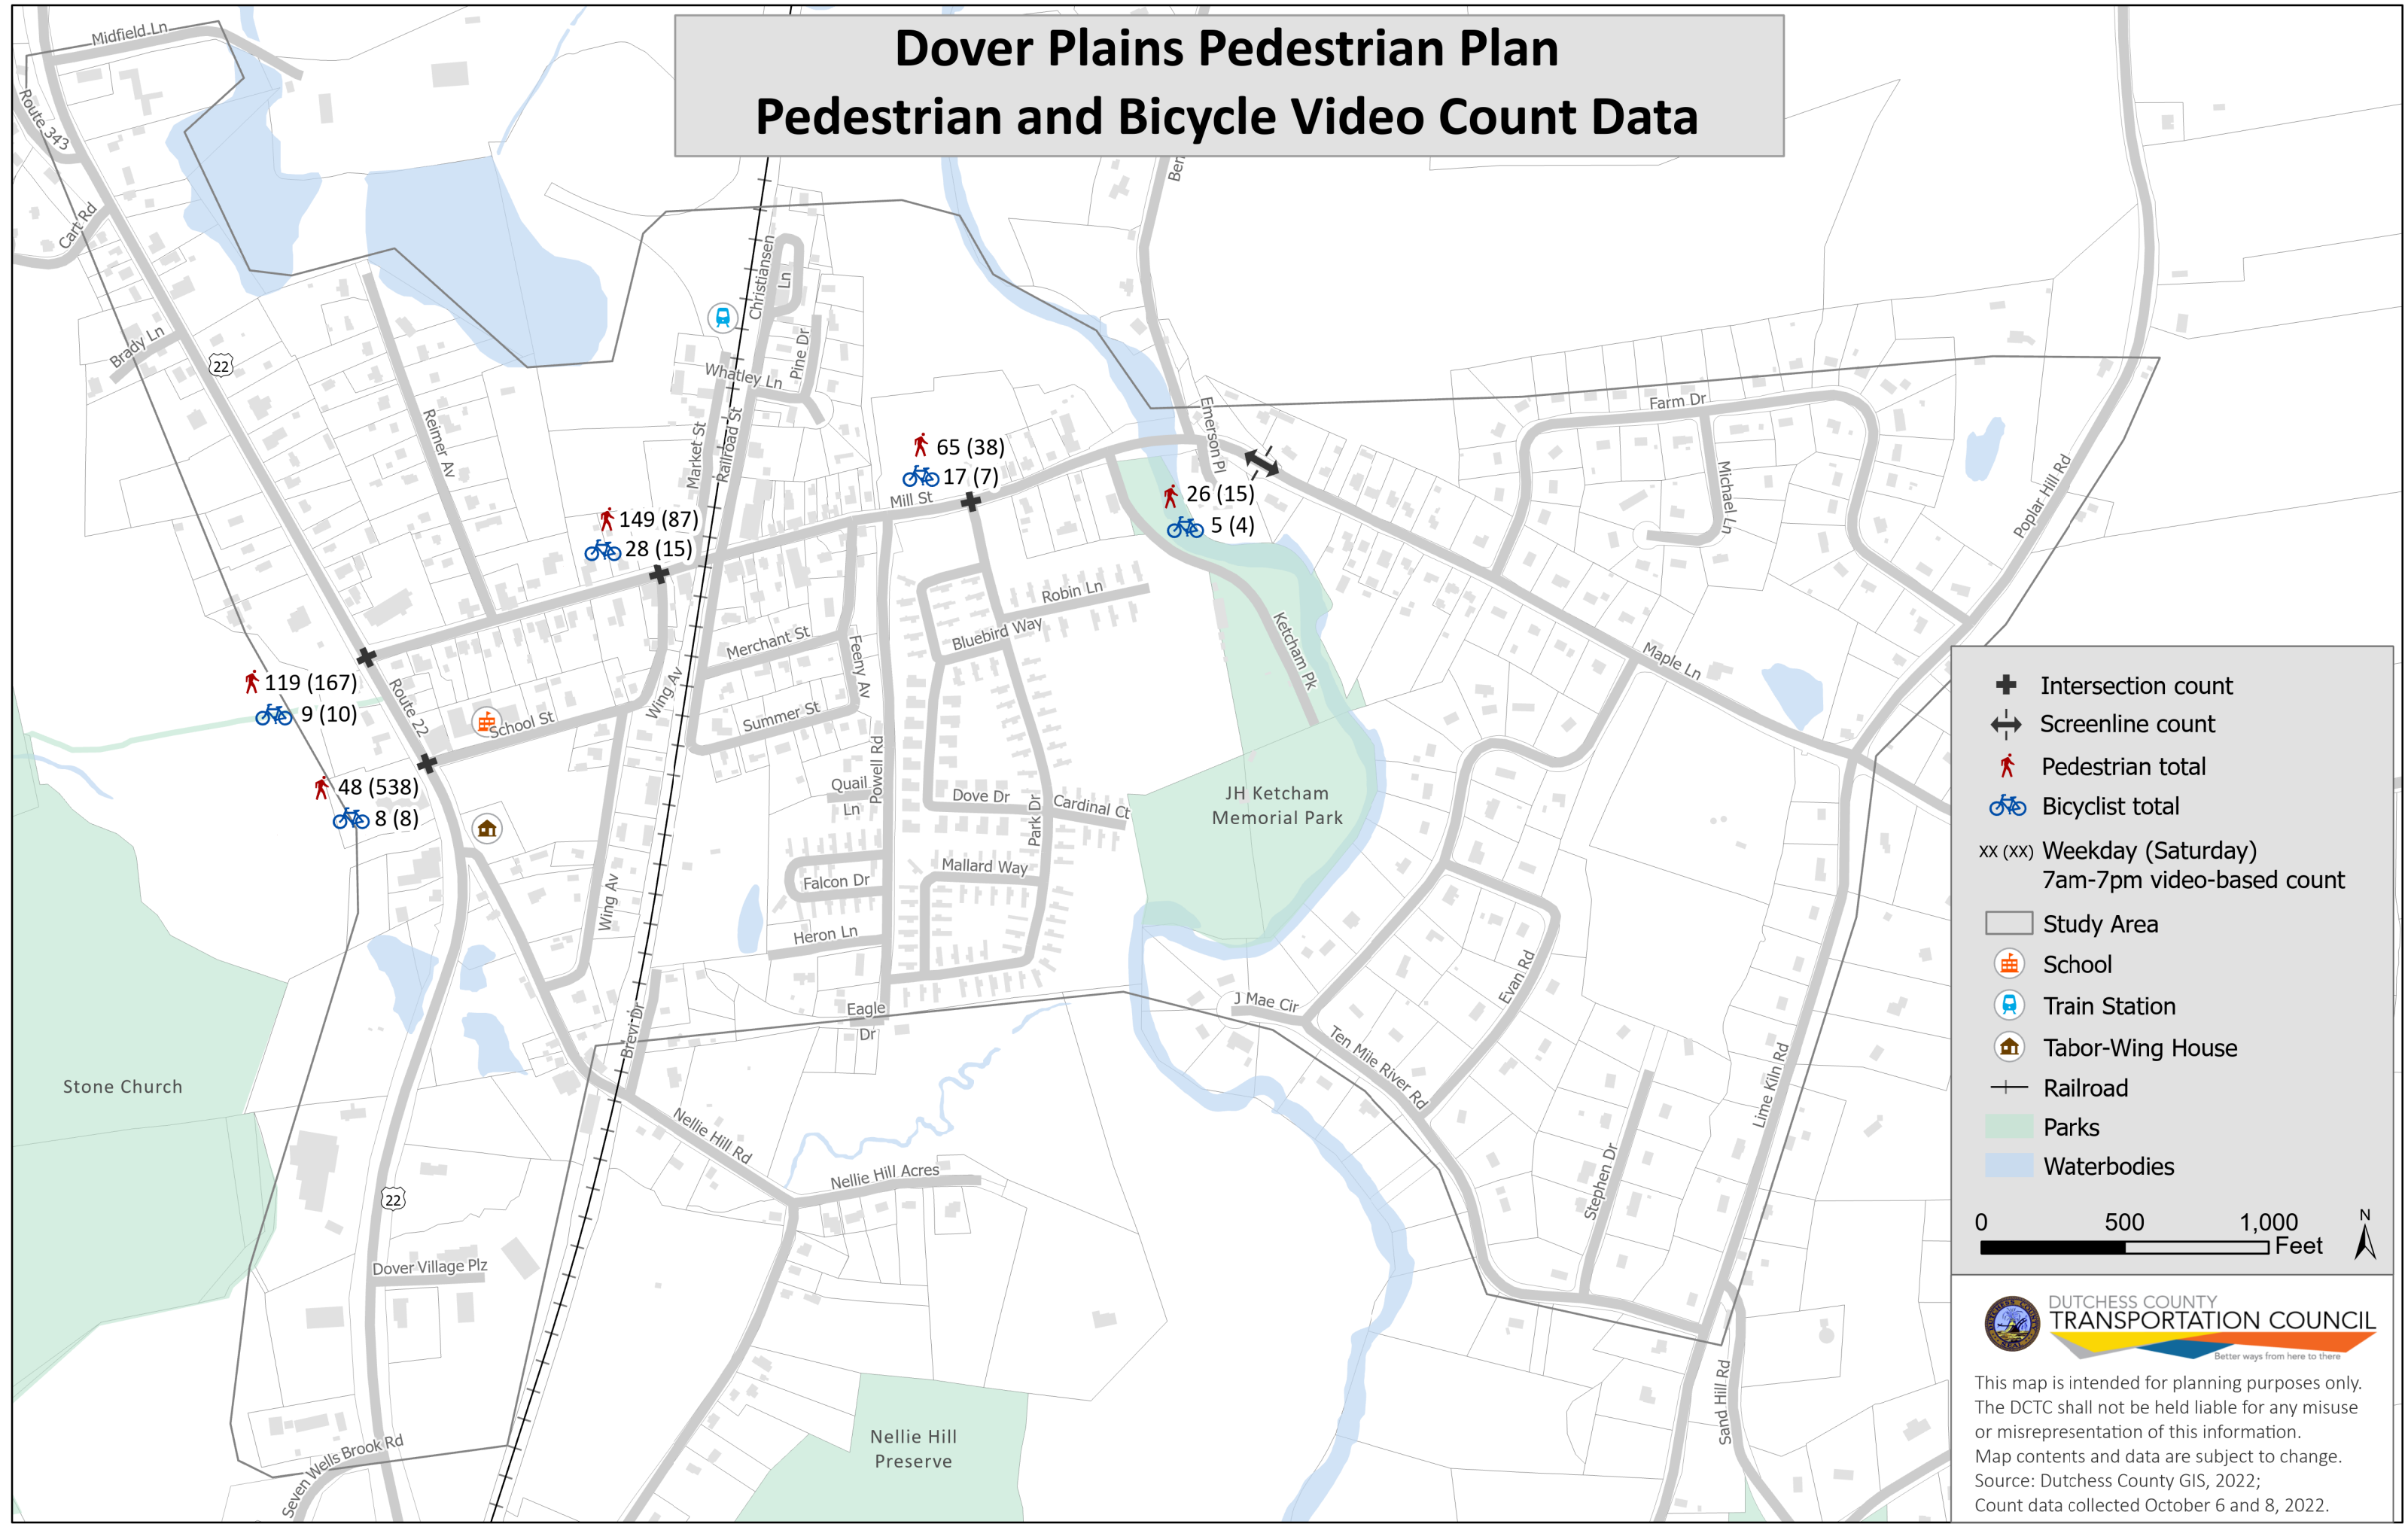 Dover Plains Pedestrian Plan
Pedestrian and Bicycle Video Count Data
Midfield Ln
Route 343
Cart Rd
Brady Ln
22
Reimer Av
Christiansen
Ln
Pine Dr
Whatley Ln
Market St
Railroad St
Ben
Emerson Pl
65 (38)
17 (7)
Mill St
149 (87)
28 (15)
26 (15)
5 (4)
Farm Dr
Michael Ln
Poplar Hill Rd
Robin Ln
Bluebird Way
Merchant St
Feeny Av
Ketcham Pk
Maple Ln
119 (167)
9 (10)
Route 22
School St
Wing Av
Summer St
Powell Rd
48 (538)
8 (8)
Quail
Ln
Dove Dr
Park Dr
Cardinal Ct
JH Ketcham
Memorial Park
Mallard Way
Falcon Dr
Wing Av
Heron Ln
Eagle
Dr
Brevi Dr
J Mae Cir
Evan Rd
Ten Mile River Rd
Lime Kiln Rd
Stone Church
Nellie Hill Rd
Nellie Hill Acres
Stephen Dr
22
Dover Village Plz
Sand Hill Rd
Nellie Hill
Preserve
Seven Wells Brook Rd
Intersection count
Screenline count
Pedestrian total
Bicyclist total
XX (XX) Weekday (Saturday)
7am-7pm video-based count
Study Area
School
Train Station
Tabor-Wing House
Railroad
Parks
Waterbodies
0 500 1,000
Feet
N
DUTCHESS COUNTY
TRANSPORTATION COUNCIL
Better ways from here to there
This map is intended for planning purposes only.
The DCTC shall not be held liable for any misuse
or misrepresentation of this information.
Map contents and data are subject to change.
Source: Dutchess County GIS, 2022;
Count data collected October 6 and 8, 2022.